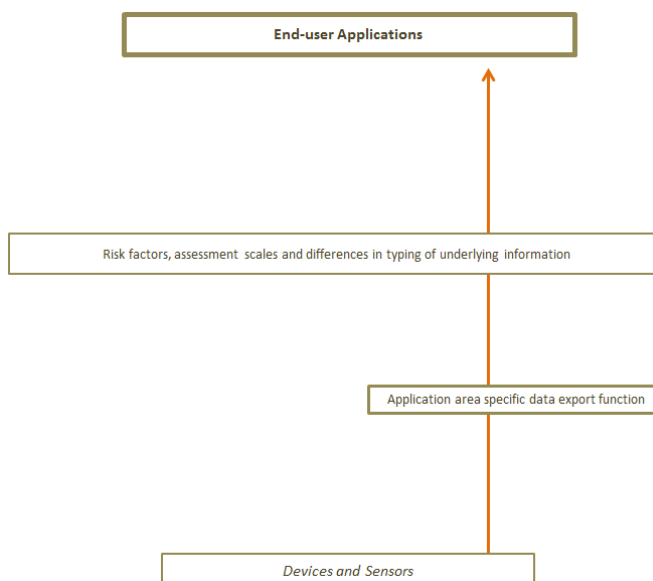 End-user Applications
Risk factors, assessment scales and differences in typing of underlying information
Application area specific data export function
Devices and Sensors